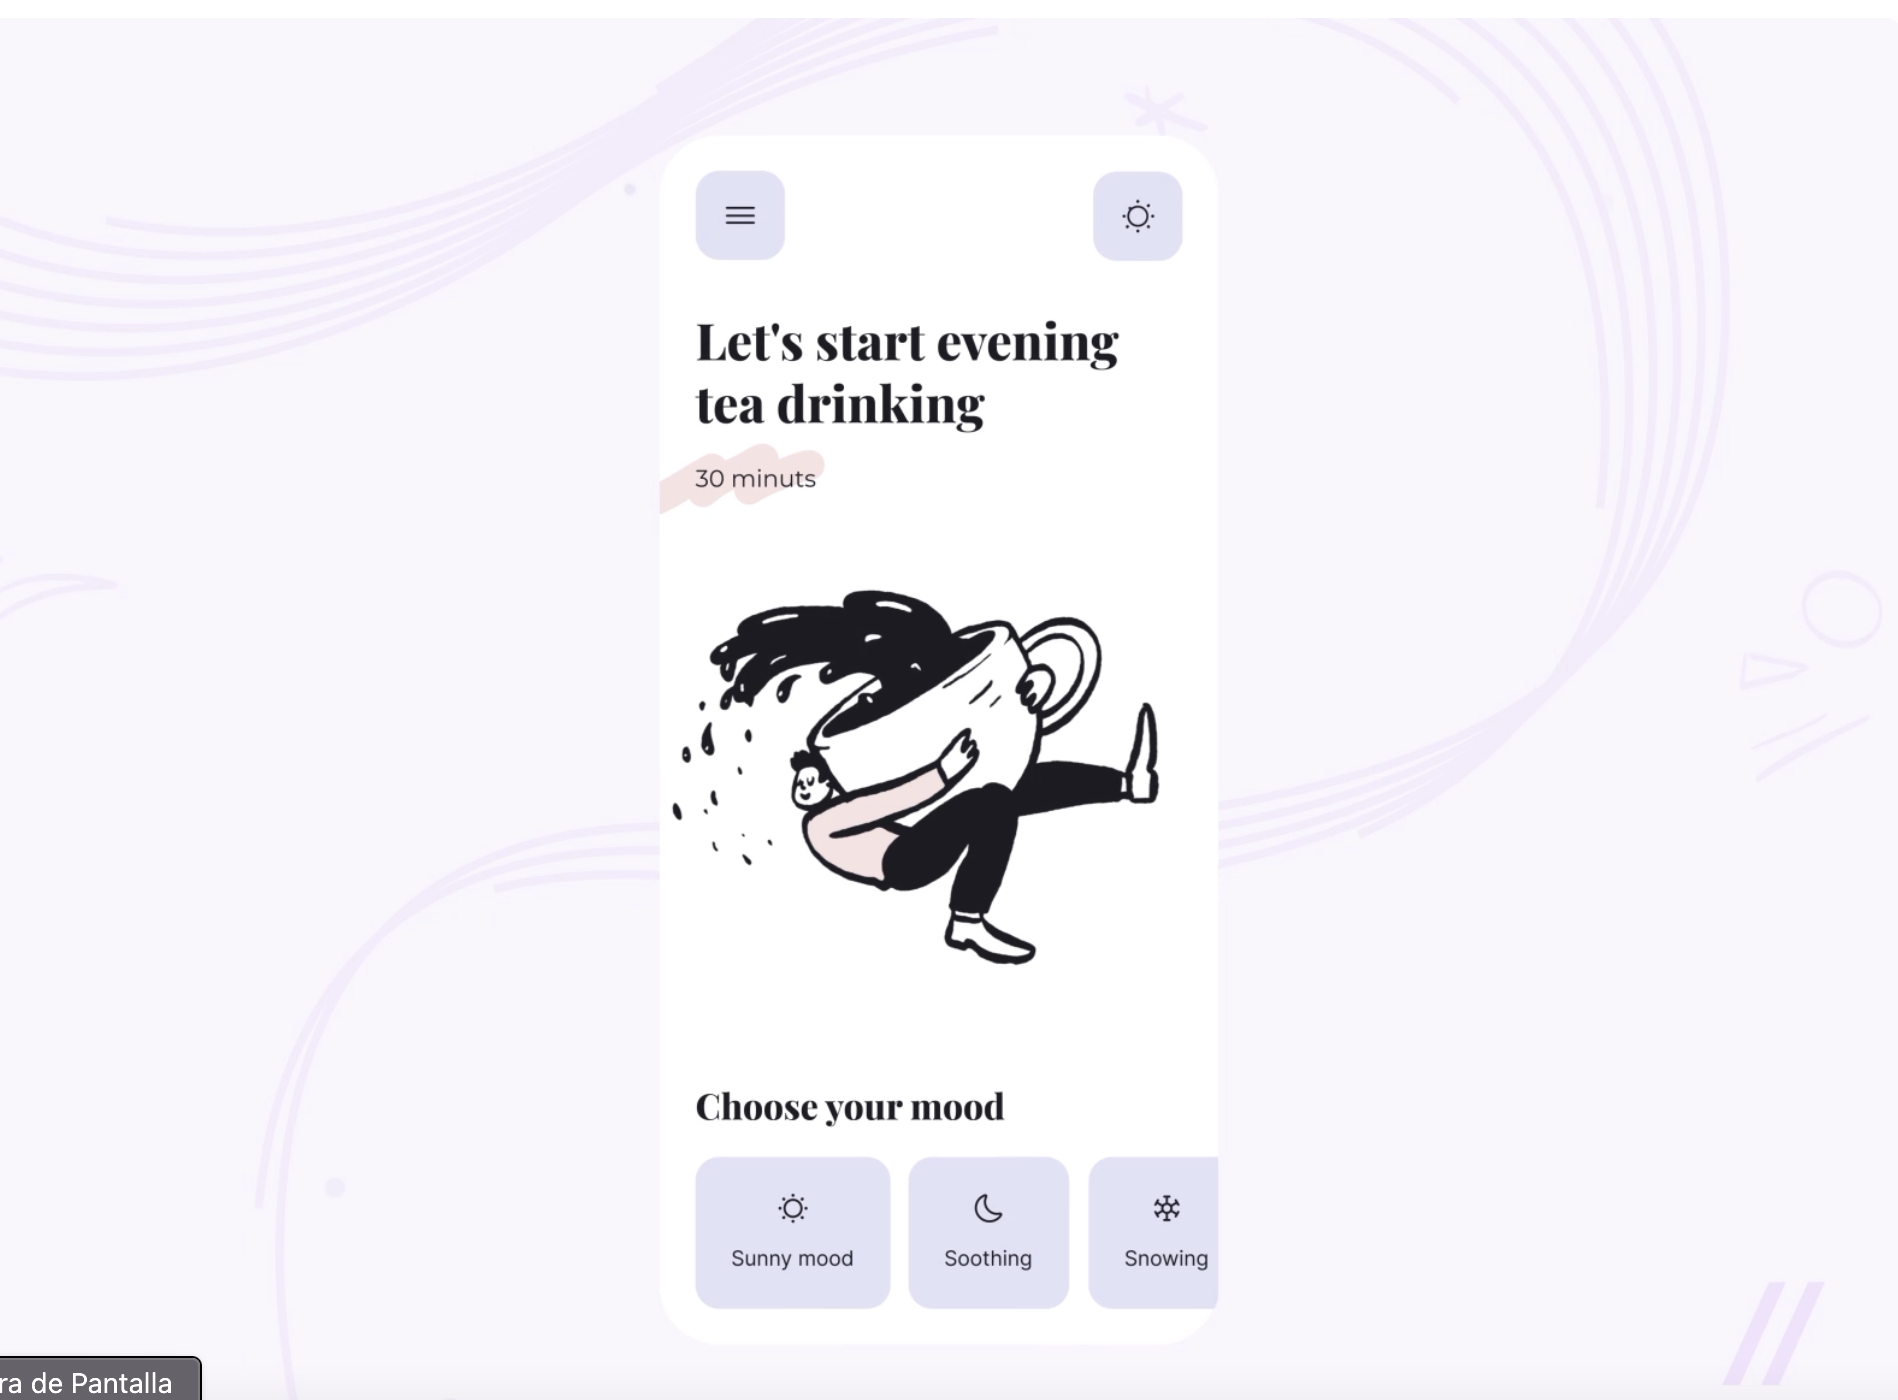 Let's start evening
tea drinking
30 minuts
Choose your mood
Sunny mood
Soothing
Snowing
ra de Pantalla